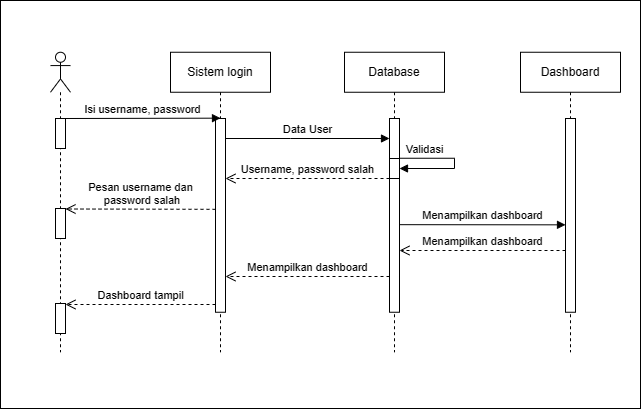 Sistem login
Database
Dashboard
Isi username, password
Data User
Validasi
Username, password salah
Pesan username dan
password salah
Menampilkan dashboard
Menampilkan dashboard
Menampilkan dashboard
Dashboard tampil